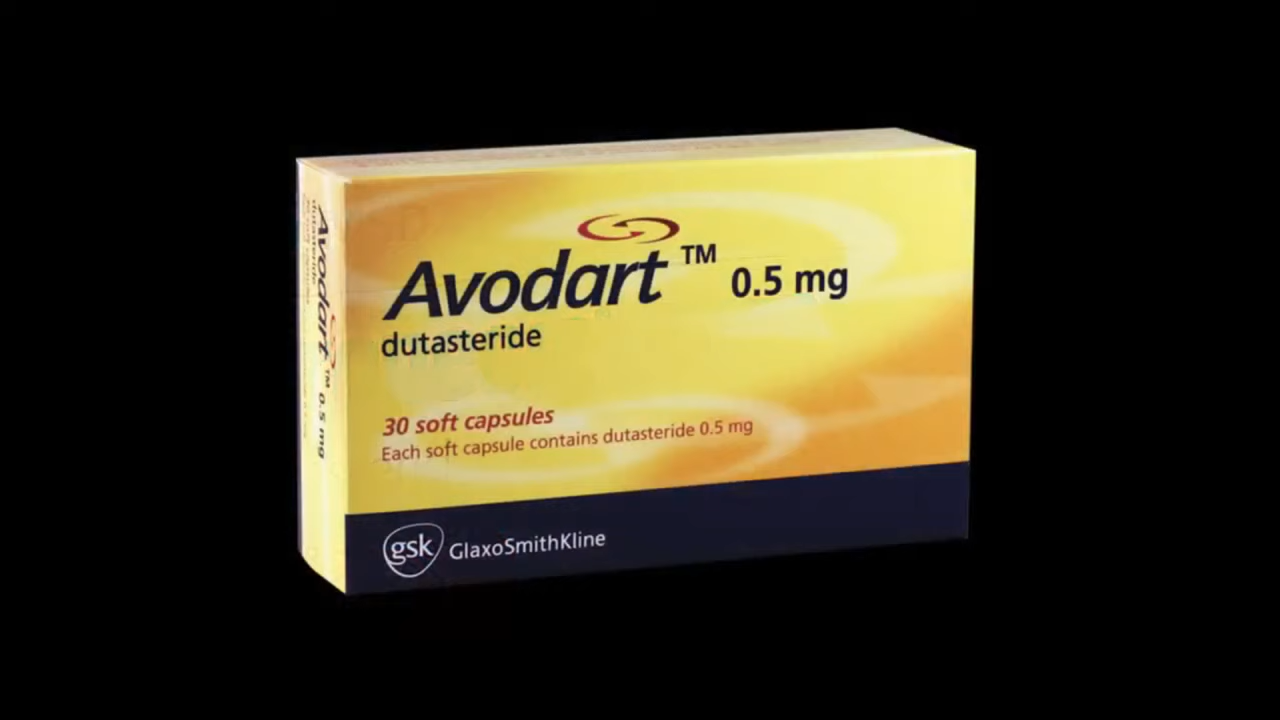 Avodart™ 0.5 mg
dutasteride
30 soft capsules
Each soft capsule contains dutasteride 0.5 mg
gsk GlaxoSmithKline
Avodart™ 0.5 mg
dutasteride